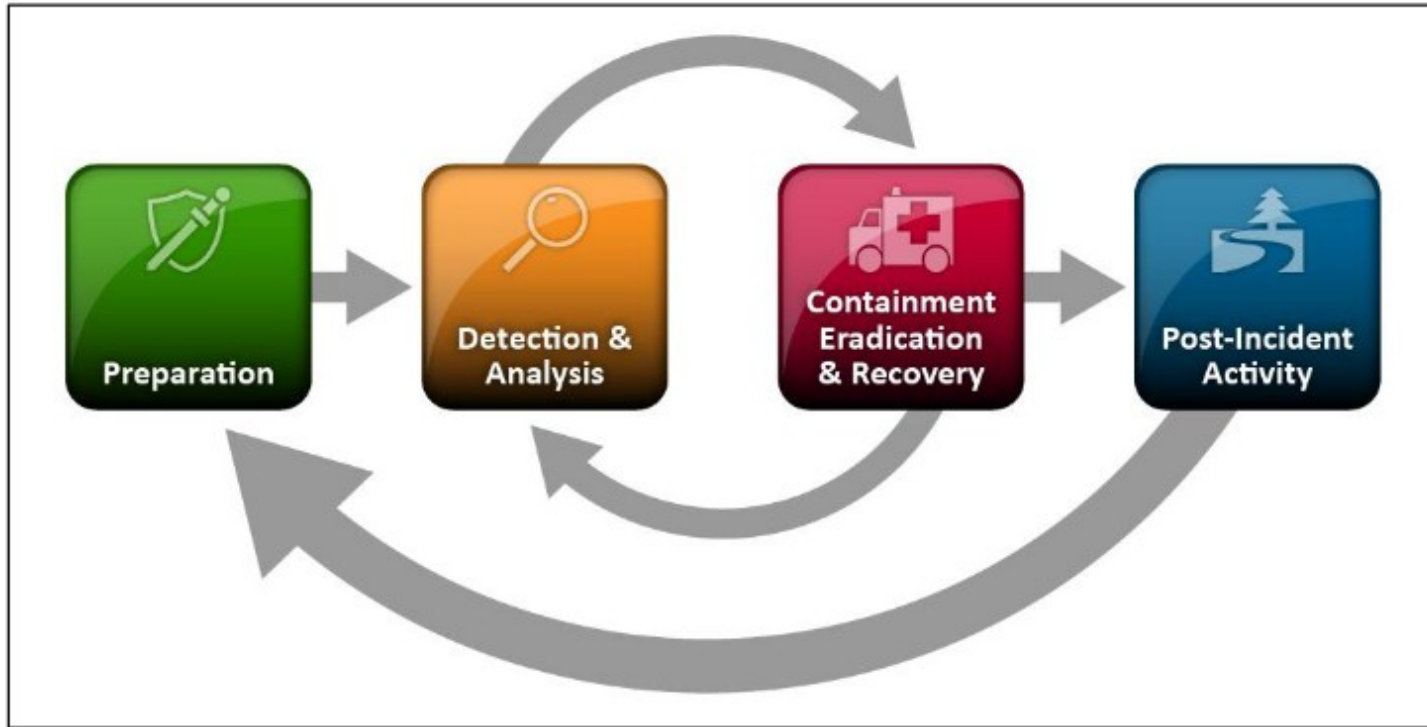 Preparation
Detection &
Analysis
Containment
Eradication
& Recovery
Post-Incident
Activity